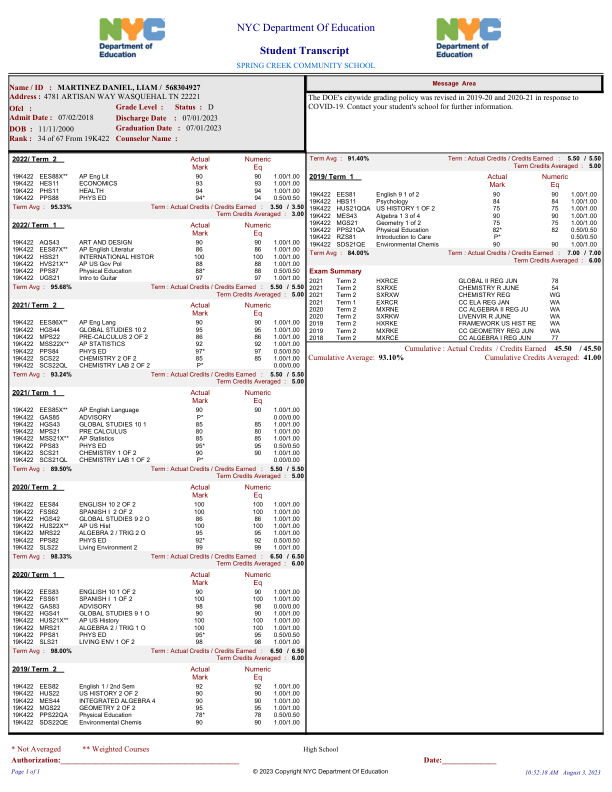 NYC Department Of Education
Student Transcript
SPRING CREEK COMMUNITY SCHOOL
NYC
Department of
Education
NYC
Department of
Education
Name / ID : MARTINEZ DANIEL, LIAM / 568304927
Address : 4781 ARTISAN WAY WASQUEHAL TN 22221
Ofcl : Grade Level : Status : D
Admit Date : 07/02/2018 Discharge Date : 07/01/2023
DOB : 11/11/2000 Graduation Date : 07/01/2023
Rank : 34 of 67 From 19K422 Counselor Name :
Message Area
The DOE's citywide grading policy was revised in 2019-20 and 2020-21 in response to
COVID-19. Contact your student's school for further information.
2022/ Term 2 Actual Mark Numeric Eq
19K422 EES88X** AP Eng Lit 90 90 1.00/1.00
19K422 HES11 ECONOMICS 93 93 1.00/1.00
19K422 PHS11 HEALTH 94 94 1.00/1.00
19K422 PPS88 PHYS ED 94* 94 0.50/0.50
Term Avg : 95.33% Term : Actual Credits / Credits Earned : 3.50 / 3.50
Term Credits Averaged : 3.00
2022/ Term 1 Actual Mark Numeric Eq
19K422 AQS43 ART AND DESIGN 90 90 1.00/1.00
19K422 EES87X** AP English Literatur 86 86 1.00/1.00
19K422 HSS21 INTERNATIONAL HISTOR 100 100 1.00/1.00
19K422 HVS21X** AP US Gov Pol 88 88 1.00/1.00
19K422 PPS87 Physical Education 88* 88 0.50/0.50
19K422 UGS21 Intro to Guitar 97 97 1.00/1.00
Term Avg : 95.68% Term : Actual Credits / Credits Earned : 5.50 / 5.50
Term Credits Averaged : 5.00
2021/ Term 2 Actual Mark Numeric Eq
19K422 EES86X** AP Eng Lang 90 90 1.00/1.00
19K422 HGS44 GLOBAL STUDIES 10 2 95 95 1.00/1.00
19K422 MPS22 PRE-CALCULUS 2 OF 2 86 86 1.00/1.00
19K422 MSS22X** AP STATISTICS 92 92 1.00/1.00
19K422 PPS84 PHYS ED 97* 97 0.50/0.50
19K422 SCS22 CHEMISTRY 2 OF 2 85 85 1.00/1.00
19K422 SCS22QL CHEMISTRY LAB 2 OF 2 P* 0.00/0.00
Term Avg : 93.24% Term : Actual Credits / Credits Earned : 5.50 / 5.50
Term Credits Averaged : 5.00
2021/ Term 1 Actual Mark Numeric Eq
19K422 EES85X** AP English Language 90 90 1.00/1.00
19K422 GAS85 ADVISORY P* 0.00/0.00
19K422 HGS43 GLOBAL STUDIES 10 1 85 85 1.00/1.00
19K422 MPS21 PRE CALCULUS 80 80 1.00/1.00
19K422 MSS21X** AP Statistics 85 85 1.00/1.00
19K422 PPS83 PHYS ED 95* 95 0.50/0.50
19K422 SCS21 CHEMISTRY 1 OF 2 90 90 1.00/1.00
19K422 SCS21QL CHEMISTRY LAB 1 OF 2 P* 0.00/0.00
Term Avg : 89.50% Term : Actual Credits / Credits Earned : 5.50 / 5.50
Term Credits Averaged : 5.00
2020/ Term 2 Actual Mark Numeric Eq
19K422 EES84 ENGLISH 10 2 OF 2 100 100 1.00/1.00
19K422 FSS62 SPANISH I 2 OF 2 100 100 1.00/1.00
19K422 HGS42 GLOBAL STUDIES 9 2 O 86 86 1.00/1.00
19K422 HUS22X** AP US Hist 100 100 1.00/1.00
19K422 MRS22 ALGEBRA 2 / TRIG 2 O 95 95 1.00/1.00
19K422 PPS82 PHYS ED 92* 92 0.50/0.50
19K422 SLS22 Living Environment 2 99 99 1.00/1.00
Term Avg : 98.33% Term : Actual Credits / Credits Earned : 6.50 / 6.50
Term Credits Averaged : 6.00
2020/ Term 1 Actual Mark Numeric Eq
19K422 EES83 ENGLISH 10 1 OF 2 90 90 1.00/1.00
19K422 FSS61 SPANISH I 1 OF 2 100 100 1.00/1.00
19K422 GAS83 ADVISORY 98 98 0.00/0.00
19K422 HGS41 GLOBAL STUDIES 9 1 O 90 90 1.00/1.00
19K422 HUS21X** AP US History 100 100 1.00/1.00
19K422 MRS21 ALGEBRA 2 / TRIG 1 O 100 100 1.00/1.00
19K422 PPS81 PHYS ED 95* 95 0.50/0.50
19K422 SLS21 LIVING ENV 1 OF 2 98 98 1.00/1.00
Term Avg : 98.00% Term : Actual Credits / Credits Earned : 6.50 / 6.50
Term Credits Averaged : 6.00
2019/ Term 2 Actual Mark Numeric Eq
19K422 EES82 English 1 / 2nd Sem 92 92 1.00/1.00
19K422 HUS22 US HISTORY 2 OF 2 90 90 1.00/1.00
19K422 MES44 INTEGRATED ALGEBRA 4 90 90 1.00/1.00
19K422 MGS22 GEOMETRY 2 OF 2 95 95 1.00/1.00
19K422 PPS22QA Physical Education 78* 78 0.50/0.50
19K422 SDS22QE Environmental Chemis 90 90 1.00/1.00
Term Avg : 91.40% Term : Actual Credits / Credits Earned : 5.50 / 5.50
Term Credits Averaged : 5.00
2019/ Term 1 Actual Mark Numeric Eq
19K422 EES81 English 9 1 of 2 90 90 1.00/1.00
19K422 HBS11 Psychology 84 84 1.00/1.00
19K422 HUS21QQA US HISTORY 1 OF 2 75 75 1.00/1.00
19K422 MES43 Algebra 1 3 of 4 90 90 1.00/1.00
19K422 MGS21 Geometry 1 of 2 75 75 1.00/1.00
19K422 PPS21QA Physical Education 82* 82 0.50/0.50
19K422 RZS81 Introduction to Care P* 0.50/0.50
19K422 SDS21QE Environmental Chemis 90 90 1.00/1.00
Term Avg : 84.00% Term : Actual Credits / Credits Earned : 7.00 / 7.00
Term Credits Averaged : 6.00
Exam Summary
2021 Term 2 HXRCE GLOBAL II REG JUN 78
2021 Term 2 SXRKE CHEMISTRY R JUNE 54
2021 Term 2 SXRXW CHEMISTRY REG WG
2021 Term 1 EXRCR CC ELA REG JAN WA
2020 Term 2 MXRNE CC ALGEBRA II REG JU WA
2020 Term 2 SXRKW LIVENVIR R JUNE WA
2019 Term 2 HXRKE FRAMEWORK US HIST RE WA
2019 Term 2 MXRKE CC GEOMETRY REG JUN WA
2018 Term 2 MXRCE CC ALGEBRA I REG JUN 77
Cumulative : Actual Credits / Credits Earned 45.50 / 45.50
Cumulative Average: 93.10% Cumulative Credits Averaged: 41.00
* Not Averaged ** Weighted Courses High School
Authorization: Date:
Page 1 of 1 © 2023 Copyright NYC Department Of Education 10:52:18 AM August 3, 2023